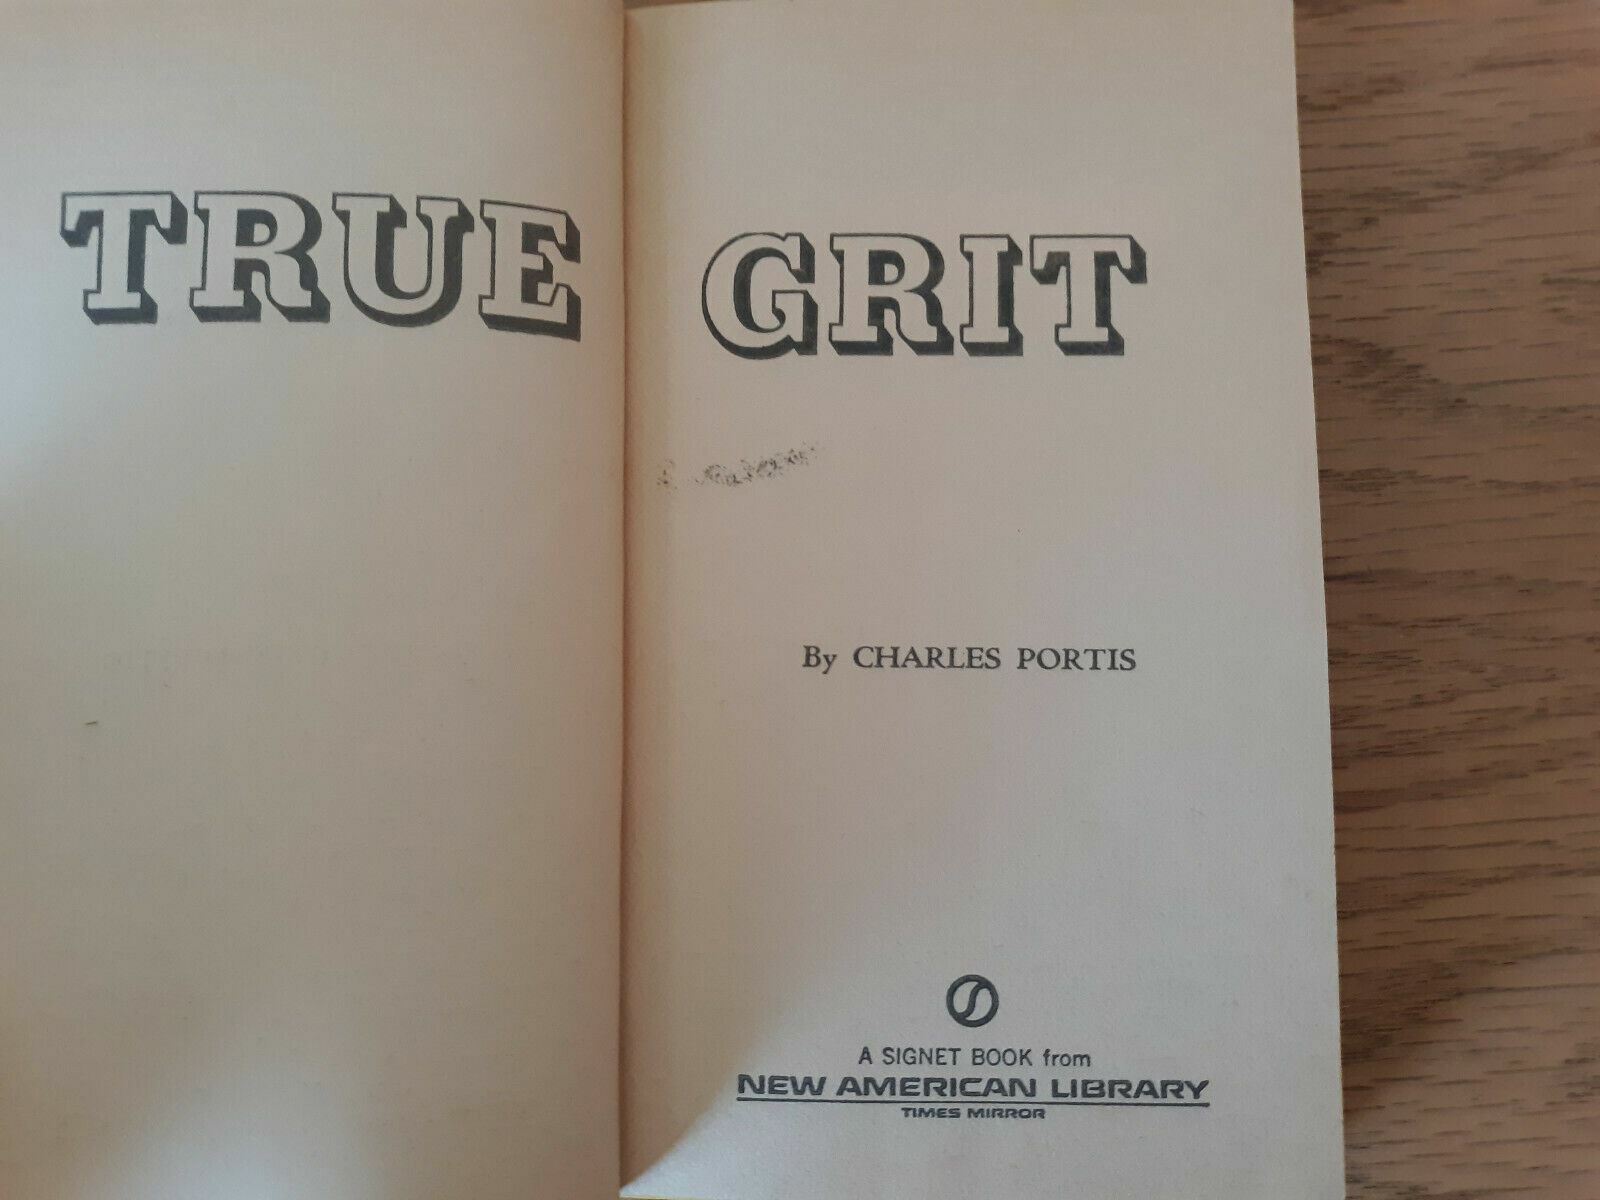 TRUE GRIT
By CHARLES PORTIS
A SIGNET BOOK from
NEW AMERICAN LIBRARY
TIMES MIRROR